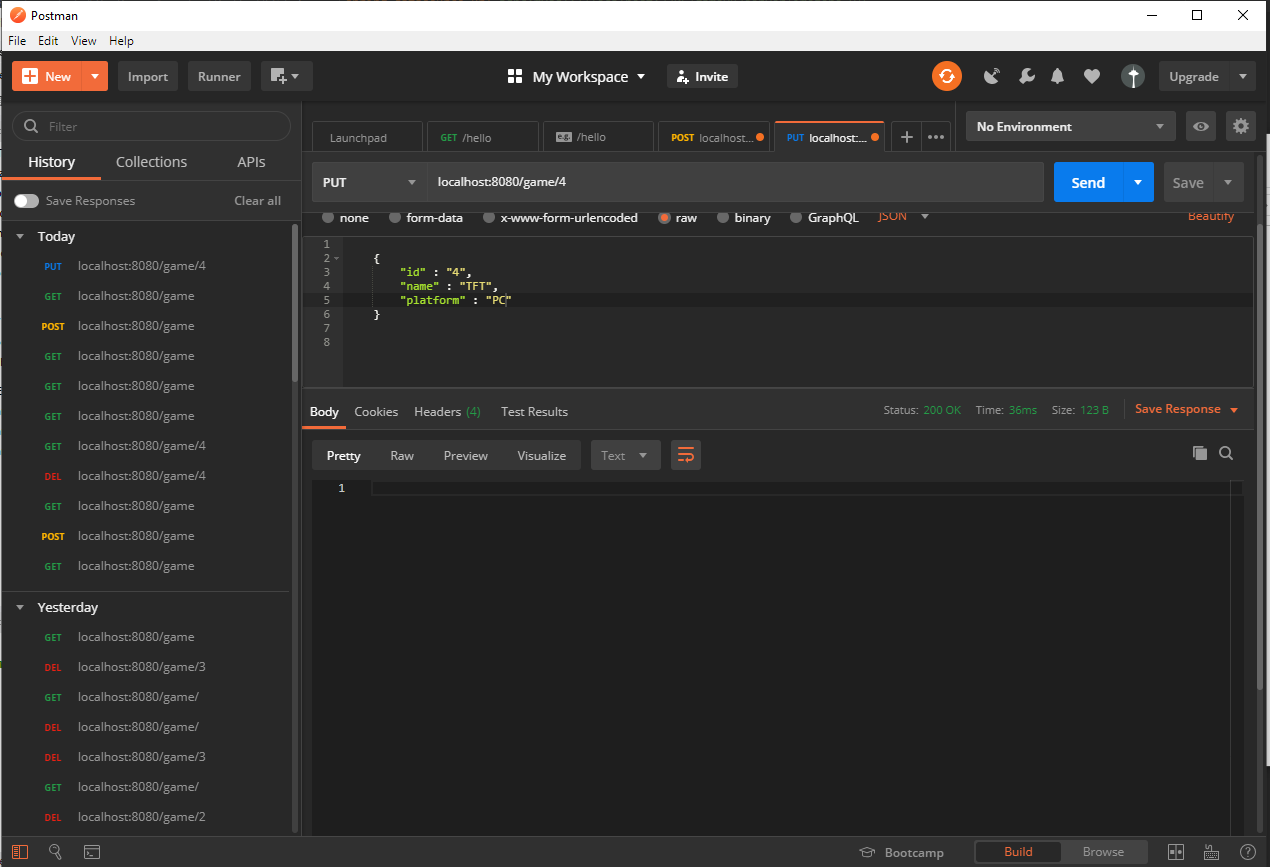 Postman
File Edit View Help
New Import Runner My Workspace Invite Upgrade
Filter
History Collections APIs
Save Responses Clear all
Today
PUT localhost:8080/game/4
GET localhost:8080/game
POST localhost:8080/game
GET localhost:8080/game
GET localhost:8080/game
GET localhost:8080/game
GET localhost:8080/game/4
DEL localhost:8080/game/4
GET localhost:8080/game
POST localhost:8080/game
GET localhost:8080/game
Yesterday
GET localhost:8080/game
DEL localhost:8080/game/3
GET localhost:8080/game/
DEL localhost:8080/game/
DEL localhost:8080/game/3
GET localhost:8080/game/
DEL localhost:8080/game/2
Launchpad GET /hello e.g. /hello POST localhost... PUT localhost:... + ••• No Environment
PUT localhost:8080/game/4 Send Save
none form-data x-www-form-urlencoded raw binary GraphQL JSON Beautify
1
2 {
3 "id" : "4",
4 "name" : "TFT",
5 "platform" : "PC"
6 }
7
8
Body Cookies Headers (4) Test Results Status: 200 OK Time: 36ms Size: 123 B Save Response
Pretty Raw Preview Visualize Text
1
Bootcamp Build Browse ?